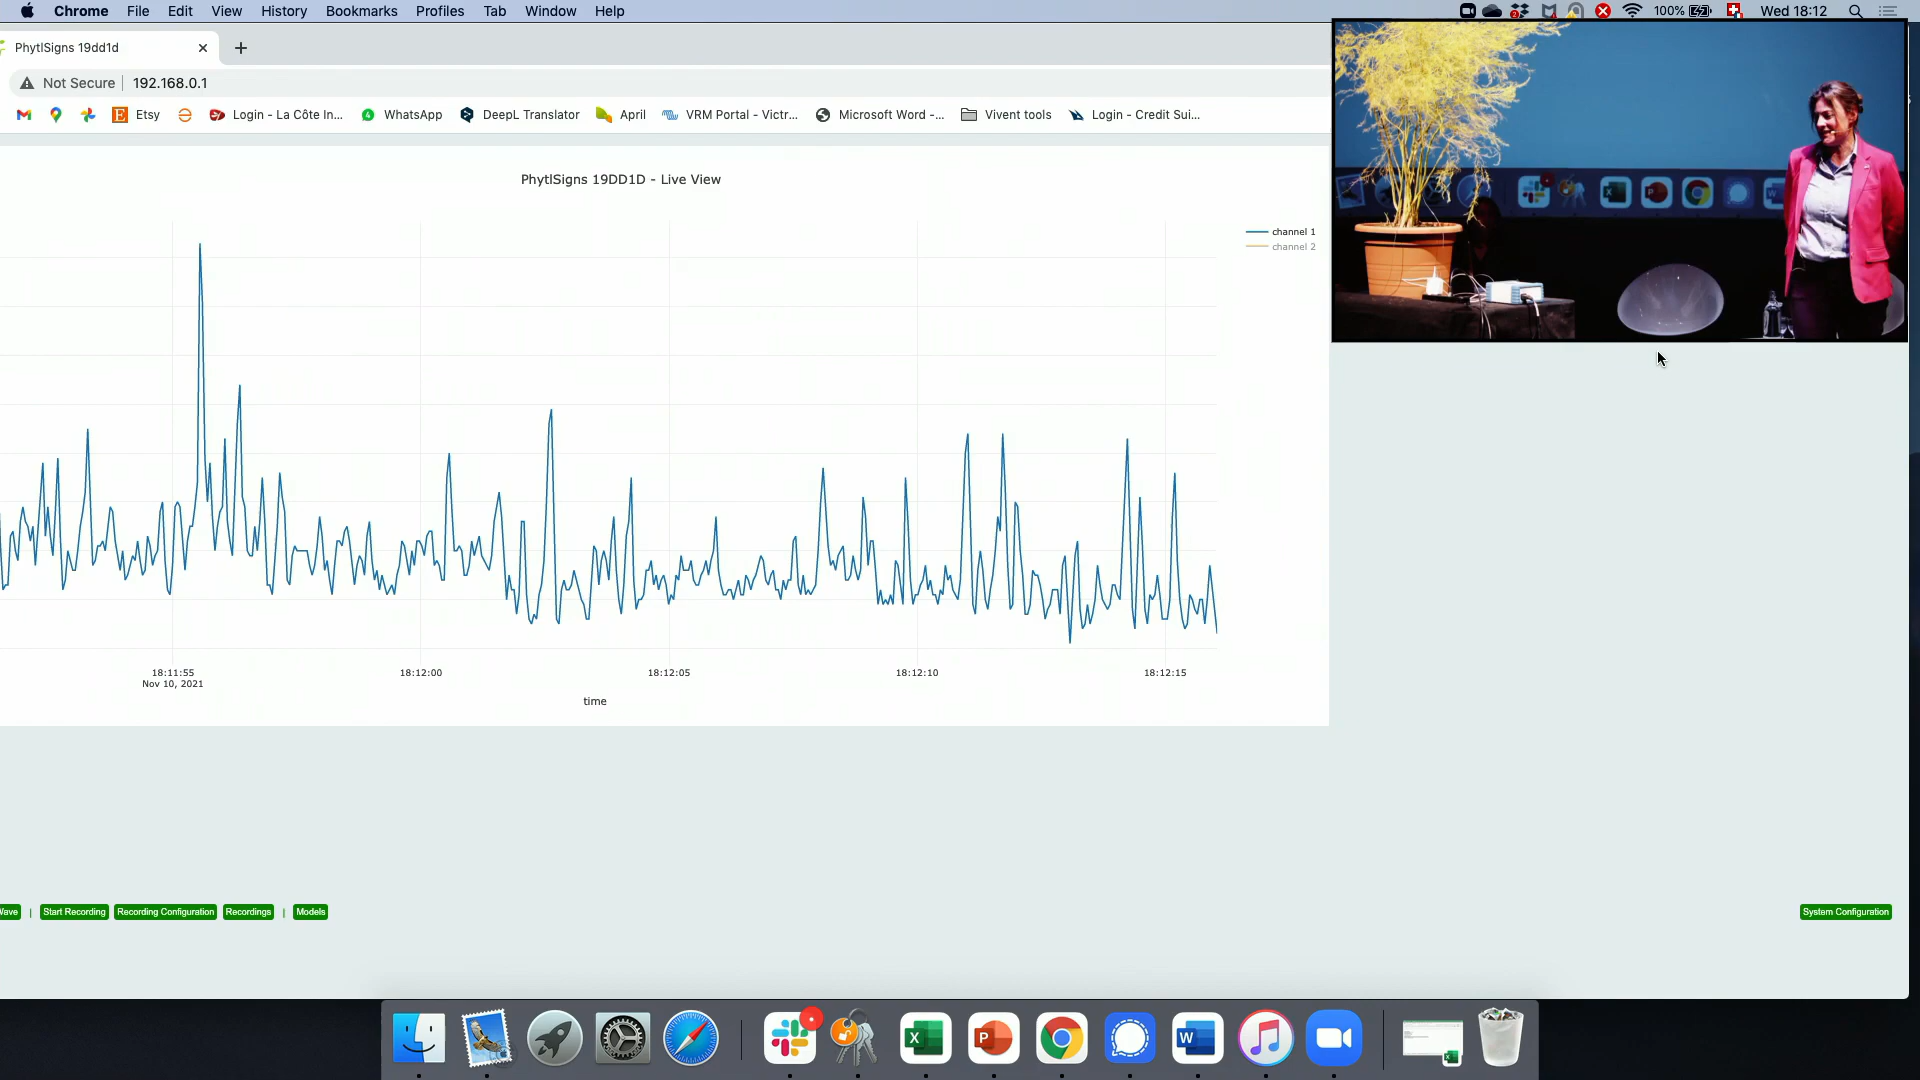 Chrome File Edit View History Bookmarks Profiles Tab Window Help 100% Wed 18:12
PhytlSigns 19dd1d
Not Secure 192.168.0.1
Etsy Login - La Côte In... WhatsApp DeepL Translator April VRM Portal - Victr... Microsoft Word -... Vivent tools Login - Credit Sui...
PhytlSigns 19DD1D - Live View
channel 1
channel 2
18:11:55 18:12:00 18:12:05 18:12:10 18:12:15
Nov 10, 2021
time
Wave | Start Recording Recording Configuration Recordings | Models System Configuration